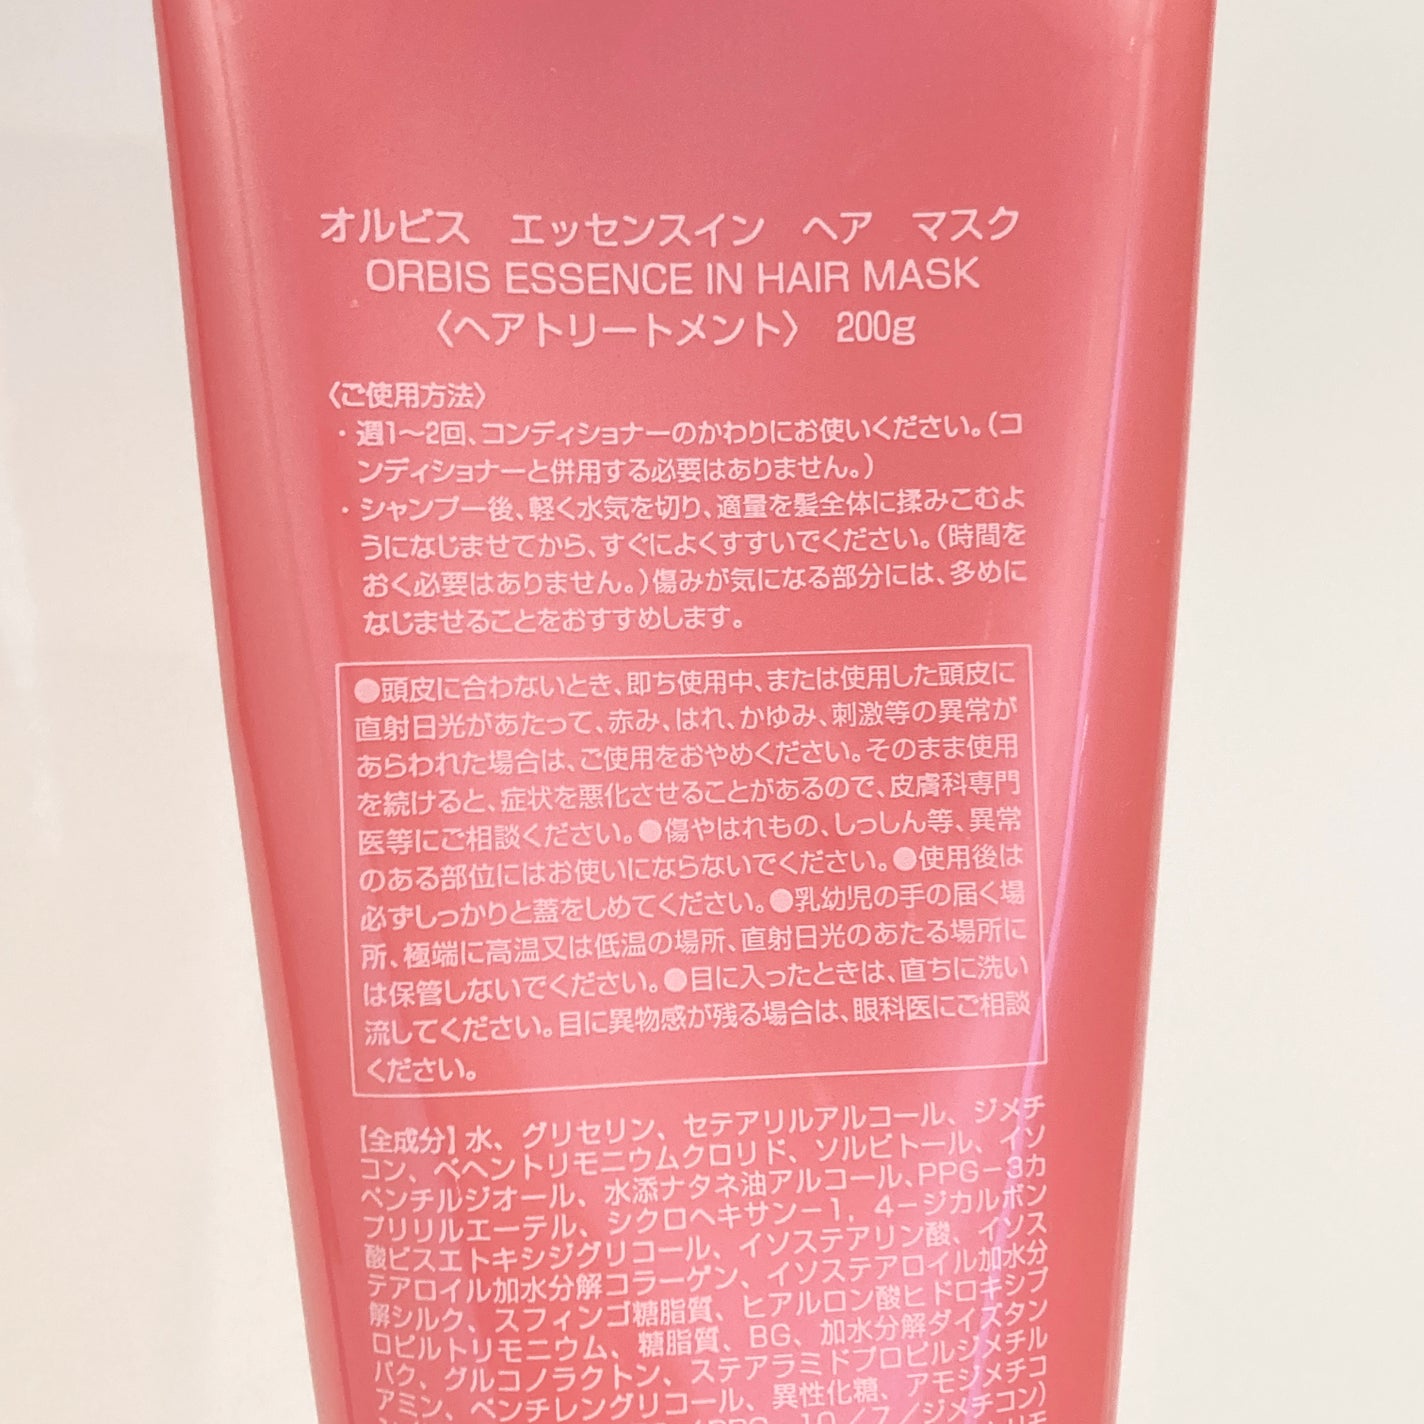 オルビス エッセンスイン ヘア マスク
ORBIS ESSENCE IN HAIR MASK
〈ヘアトリートメント〉 200g
〈ご使用方法〉
・週1〜2回、コンディショナーのかわりにお使いください。(コ
ンディショナーと併用する必要はありません。)
・シャンプー後、軽く水気を切り、適量を髪全体に揉みこむよ
うになじませてから、すぐによくすすいでください。(時間を
おく必要はありません。)傷みが気になる部分には、多めに
なじませることをおすすめします。
●頭皮に合わないとき、即ち使用中、または使用した頭皮に
直射日光があたって、赤み、はれ、かゆみ、刺激等の異常が
あらわれた場合は、ご使用をおやめください。そのまま使用
を続けると、症状を悪化させることがあるので、皮膚科専門
医等にご相談ください。●傷やはれもの、しっしん等、異常
のある部位にはお使いにならないでください。●使用後は
必ずしっかりと蓋をしめてください。●乳幼児の手の届く場
所、極端に高温又は低温の場所、直射日光のあたる場所に
は保管しないでください。●目に入ったときは、直ちに洗い
流してください。目に異物感が残る場合は、眼科医にご相談
ください。
【全成分】水、グリセリン、セテアリルアルコール、ジメチ
コン、ベヘントリモニウムクロリド、ソルビトール、イソ
ペンチルジオール、水添ナタネ油アルコール、PPG－3カ
プリリルエーテル、シクロヘキサン－1，4－ジカルボン
酸ビスエトキシジグリコール、イソステアリン酸、イソス
テアロイル加水分解コラーゲン、イソステアロイル加水分
解シルク、スフィンゴ糖脂質、ヒアルロン酸ヒドロキシプ
ロピルトリモニウム、糖脂質、BG、加水分解ダイズタン
パク、グルコノラクトン、ステアラミドプロピルジメチル
アミン、ペンチレングリコール、異性化糖、アモジメチコ
PPG－10／7／ジメチコン）